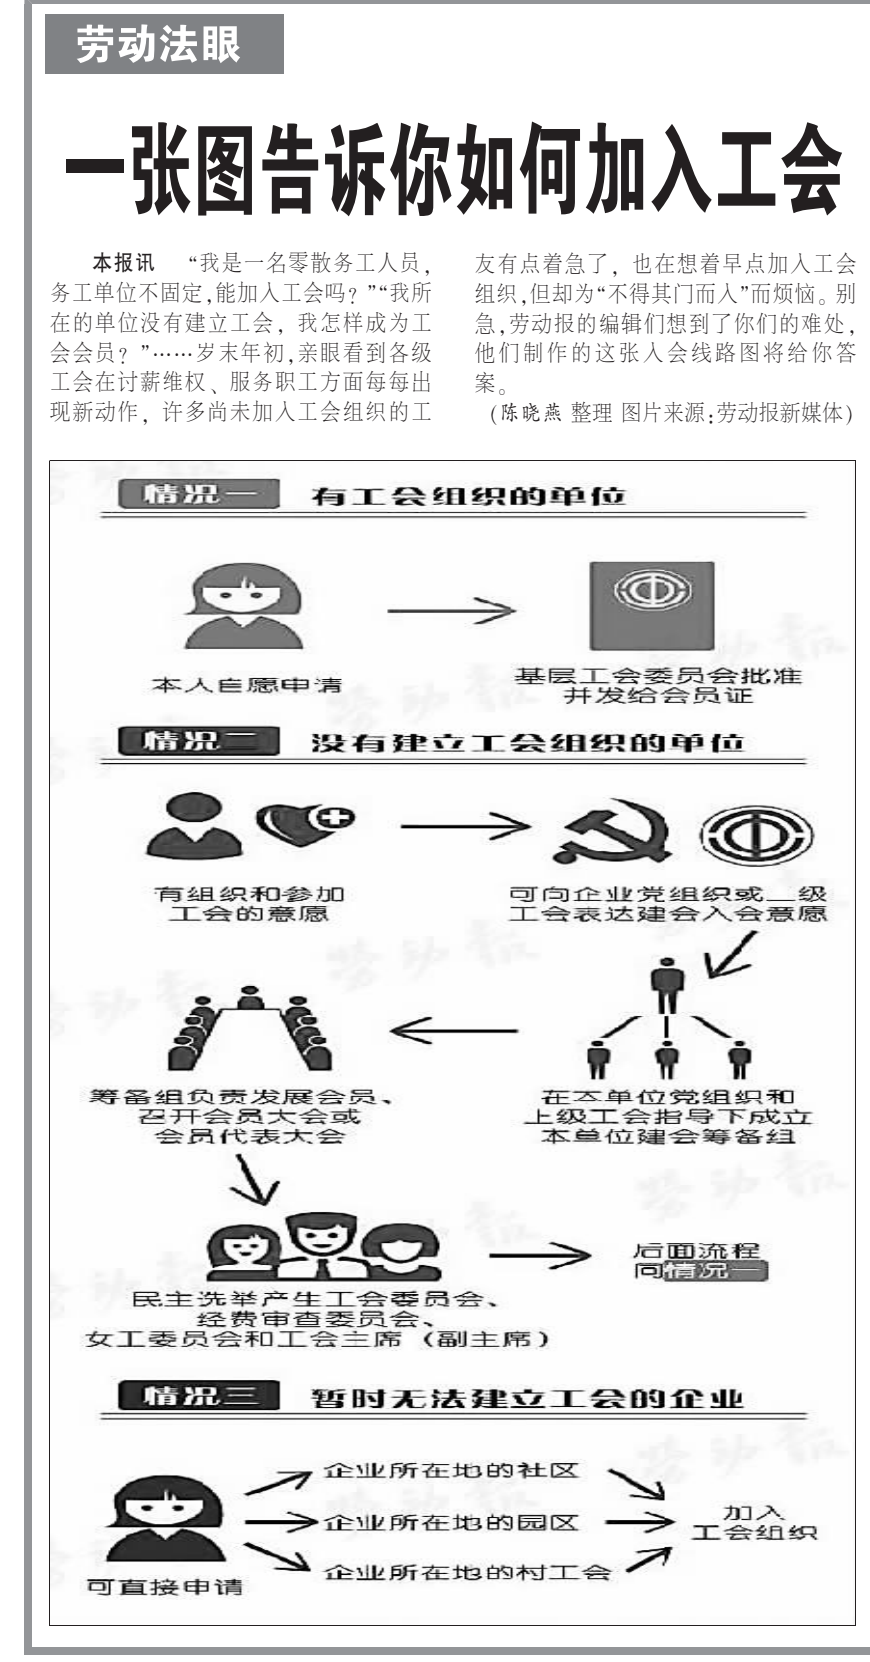 劳动法眼
一张图告诉你如何加入工会
本报讯 “我是一名零散务工人员，
务工单位不固定，能加入工会吗？”“我所
在的单位没有建立工会，我怎样成为工
会会员？”……岁末年初，亲眼看到各级
工会在讨薪维权、服务职工方面每每出
现新动作，许多尚未加入工会组织的工
友有点着急了，也在想着早点加入工会
组织，但却为“不得其门而入”而烦恼。别
急，劳动报的编辑们想到了你们的难处，
他们制作的这张入会线路图将给你答
案。
（陈晓燕 整理 图片来源：劳动报新媒体）
情况一 有工会组织的单位
本人自愿申请
基层工会委员会批准
并发给会员证
情况二 没有建立工会组织的单位
有组织和参加
工会的意愿
可向企业党组织或上级
工会表达建会入会意愿
在本单位党组织和
上级工会指导下成立
本单位建会筹备组
筹备组负责发展会员、
召开会员大会或
会员代表大会
民主选举产生工会委员会、
经费审查委员会、
女工委员会和工会主席（副主席）
后面流程
同情况一
情况三 暂时无法建立工会的企业
可直接申请
企业所在地的社区
企业所在地的园区
企业所在地的村工会
加入
工会组织
劳动报